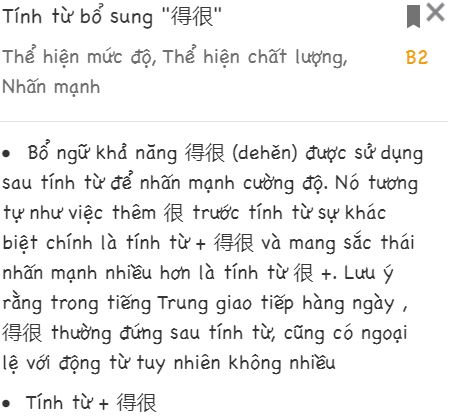 Tính từ bổ sung "得很"
Thể hiện mức độ, Thể hiện chất lượng, B2
Nhấn mạnh
• Bổ ngữ khả năng 得很 (dehěn) được sử dụng
sau tính từ để nhấn mạnh cường độ. Nó tương
tự như việc thêm 很 trước tính từ sự khác
biệt chính là tính từ + 得很 và mang sắc thái
nhấn mạnh nhiều hơn là tính từ 很 +. Lưu ý
rằng trong tiếng Trung giao tiếp hàng ngày ,
得很 thường đứng sau tính từ, cũng có ngoại
lệ với động từ tuy nhiên không nhiều
• Tính từ + 得很